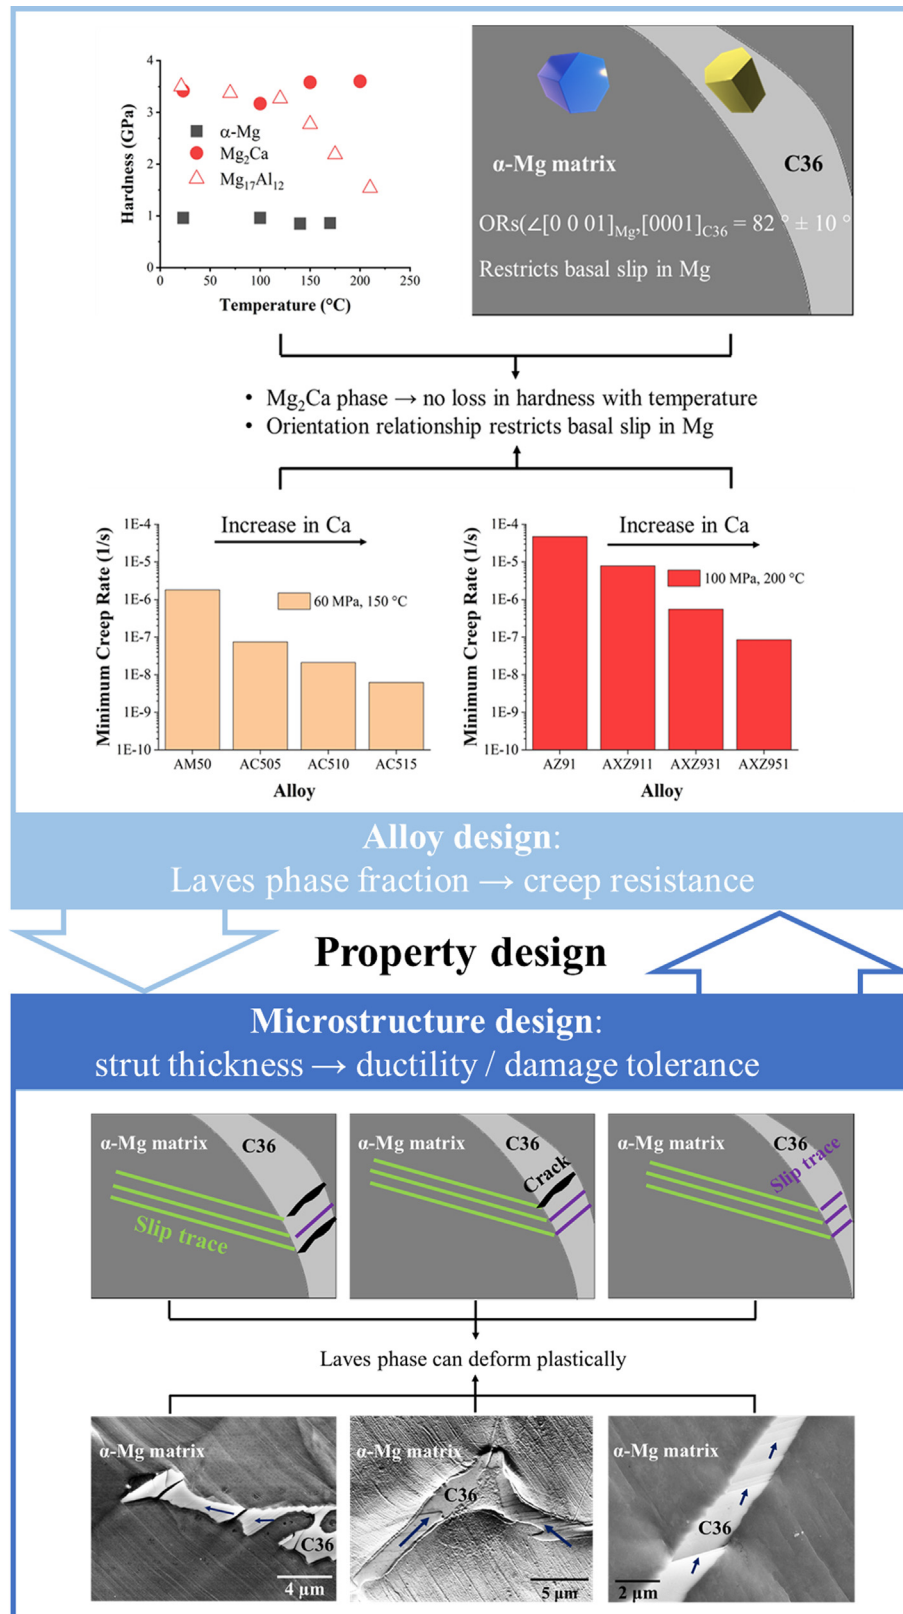 Hardness (GPa)
4
3
2
1
0
α-Mg
Mg₂Ca
Mg₁₇Al₁₂
0 50 100 150 200 250
Temperature (°C)
α-Mg matrix
C36
ORs(∠[0 0 01]Mg,[0001]C36 = 82 ° ± 10 °
Restricts basal slip in Mg
• Mg₂Ca phase → no loss in hardness with temperature
• Orientation relationship restricts basal slip in Mg
Minimum Creep Rate (1/s)
1E-4
1E-5
1E-6
1E-7
1E-8
1E-9
1E-10
Increase in Ca
60 MPa, 150 °C
AM50 AC505 AC510 AC515
Alloy
Minimum Creep Rate (1/s)
1E-4
1E-5
1E-6
1E-7
1E-8
1E-9
1E-10
Increase in Ca
100 MPa, 200 °C
AZ91 AXZ911 AXZ931 AXZ951
Alloy
Alloy design:
Laves phase fraction → creep resistance
Property design
Microstructure design:
strut thickness → ductility / damage tolerance
α-Mg matrix
C36
Slip trace
α-Mg matrix
C36
Crack
α-Mg matrix
C36
Slip trace
Laves phase can deform plastically
α-Mg matrix
C36
4 μm
α-Mg matrix
C36
5 μm
α-Mg matrix
C36
2 μm